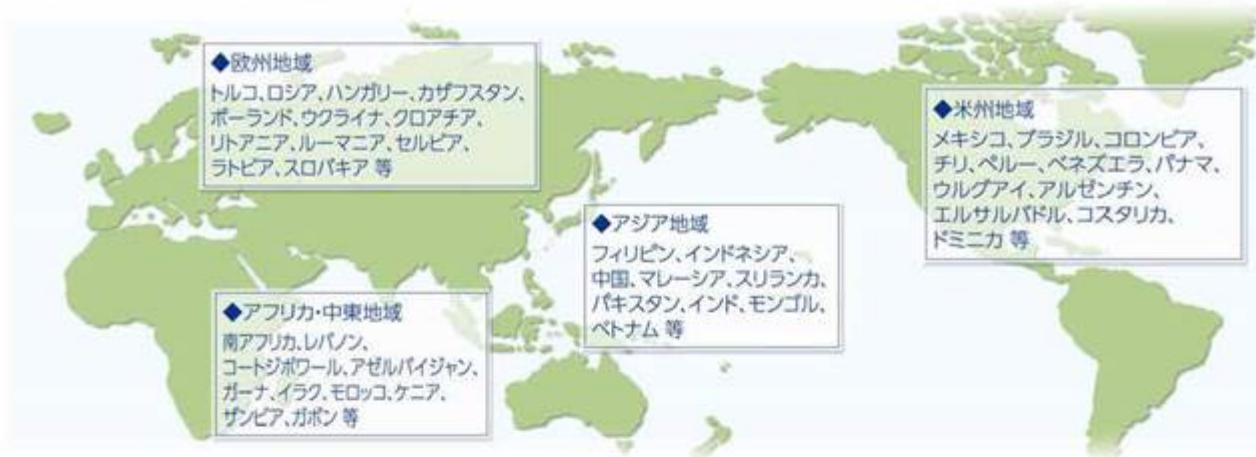 ◆欧州地域
トルコ、ロシア、ハンガリー、カザフスタン、
ポーランド、ウクライナ、クロアチア、
リトアニア、ルーマニア、セルビア、
ラトビア、スロバキア 等
◆アジア地域
フィリピン、インドネシア、
中国、マレーシア、スリランカ、
パキスタン、インド、モンゴル、
ベトナム 等
◆アフリカ・中東地域
南アフリカ、レバノン、
コートジボワール、アゼルバイジャン、
ガーナ、イラク、モロッコ、ケニア、
ザンビア、ガボン 等
◆米州地域
メキシコ、ブラジル、コロンビア、
チリ、ペルー、ベネズエラ、パナマ、
ウルグアイ、アルゼンチン、
エルサルバドル、コスタリカ、
ドミニカ 等